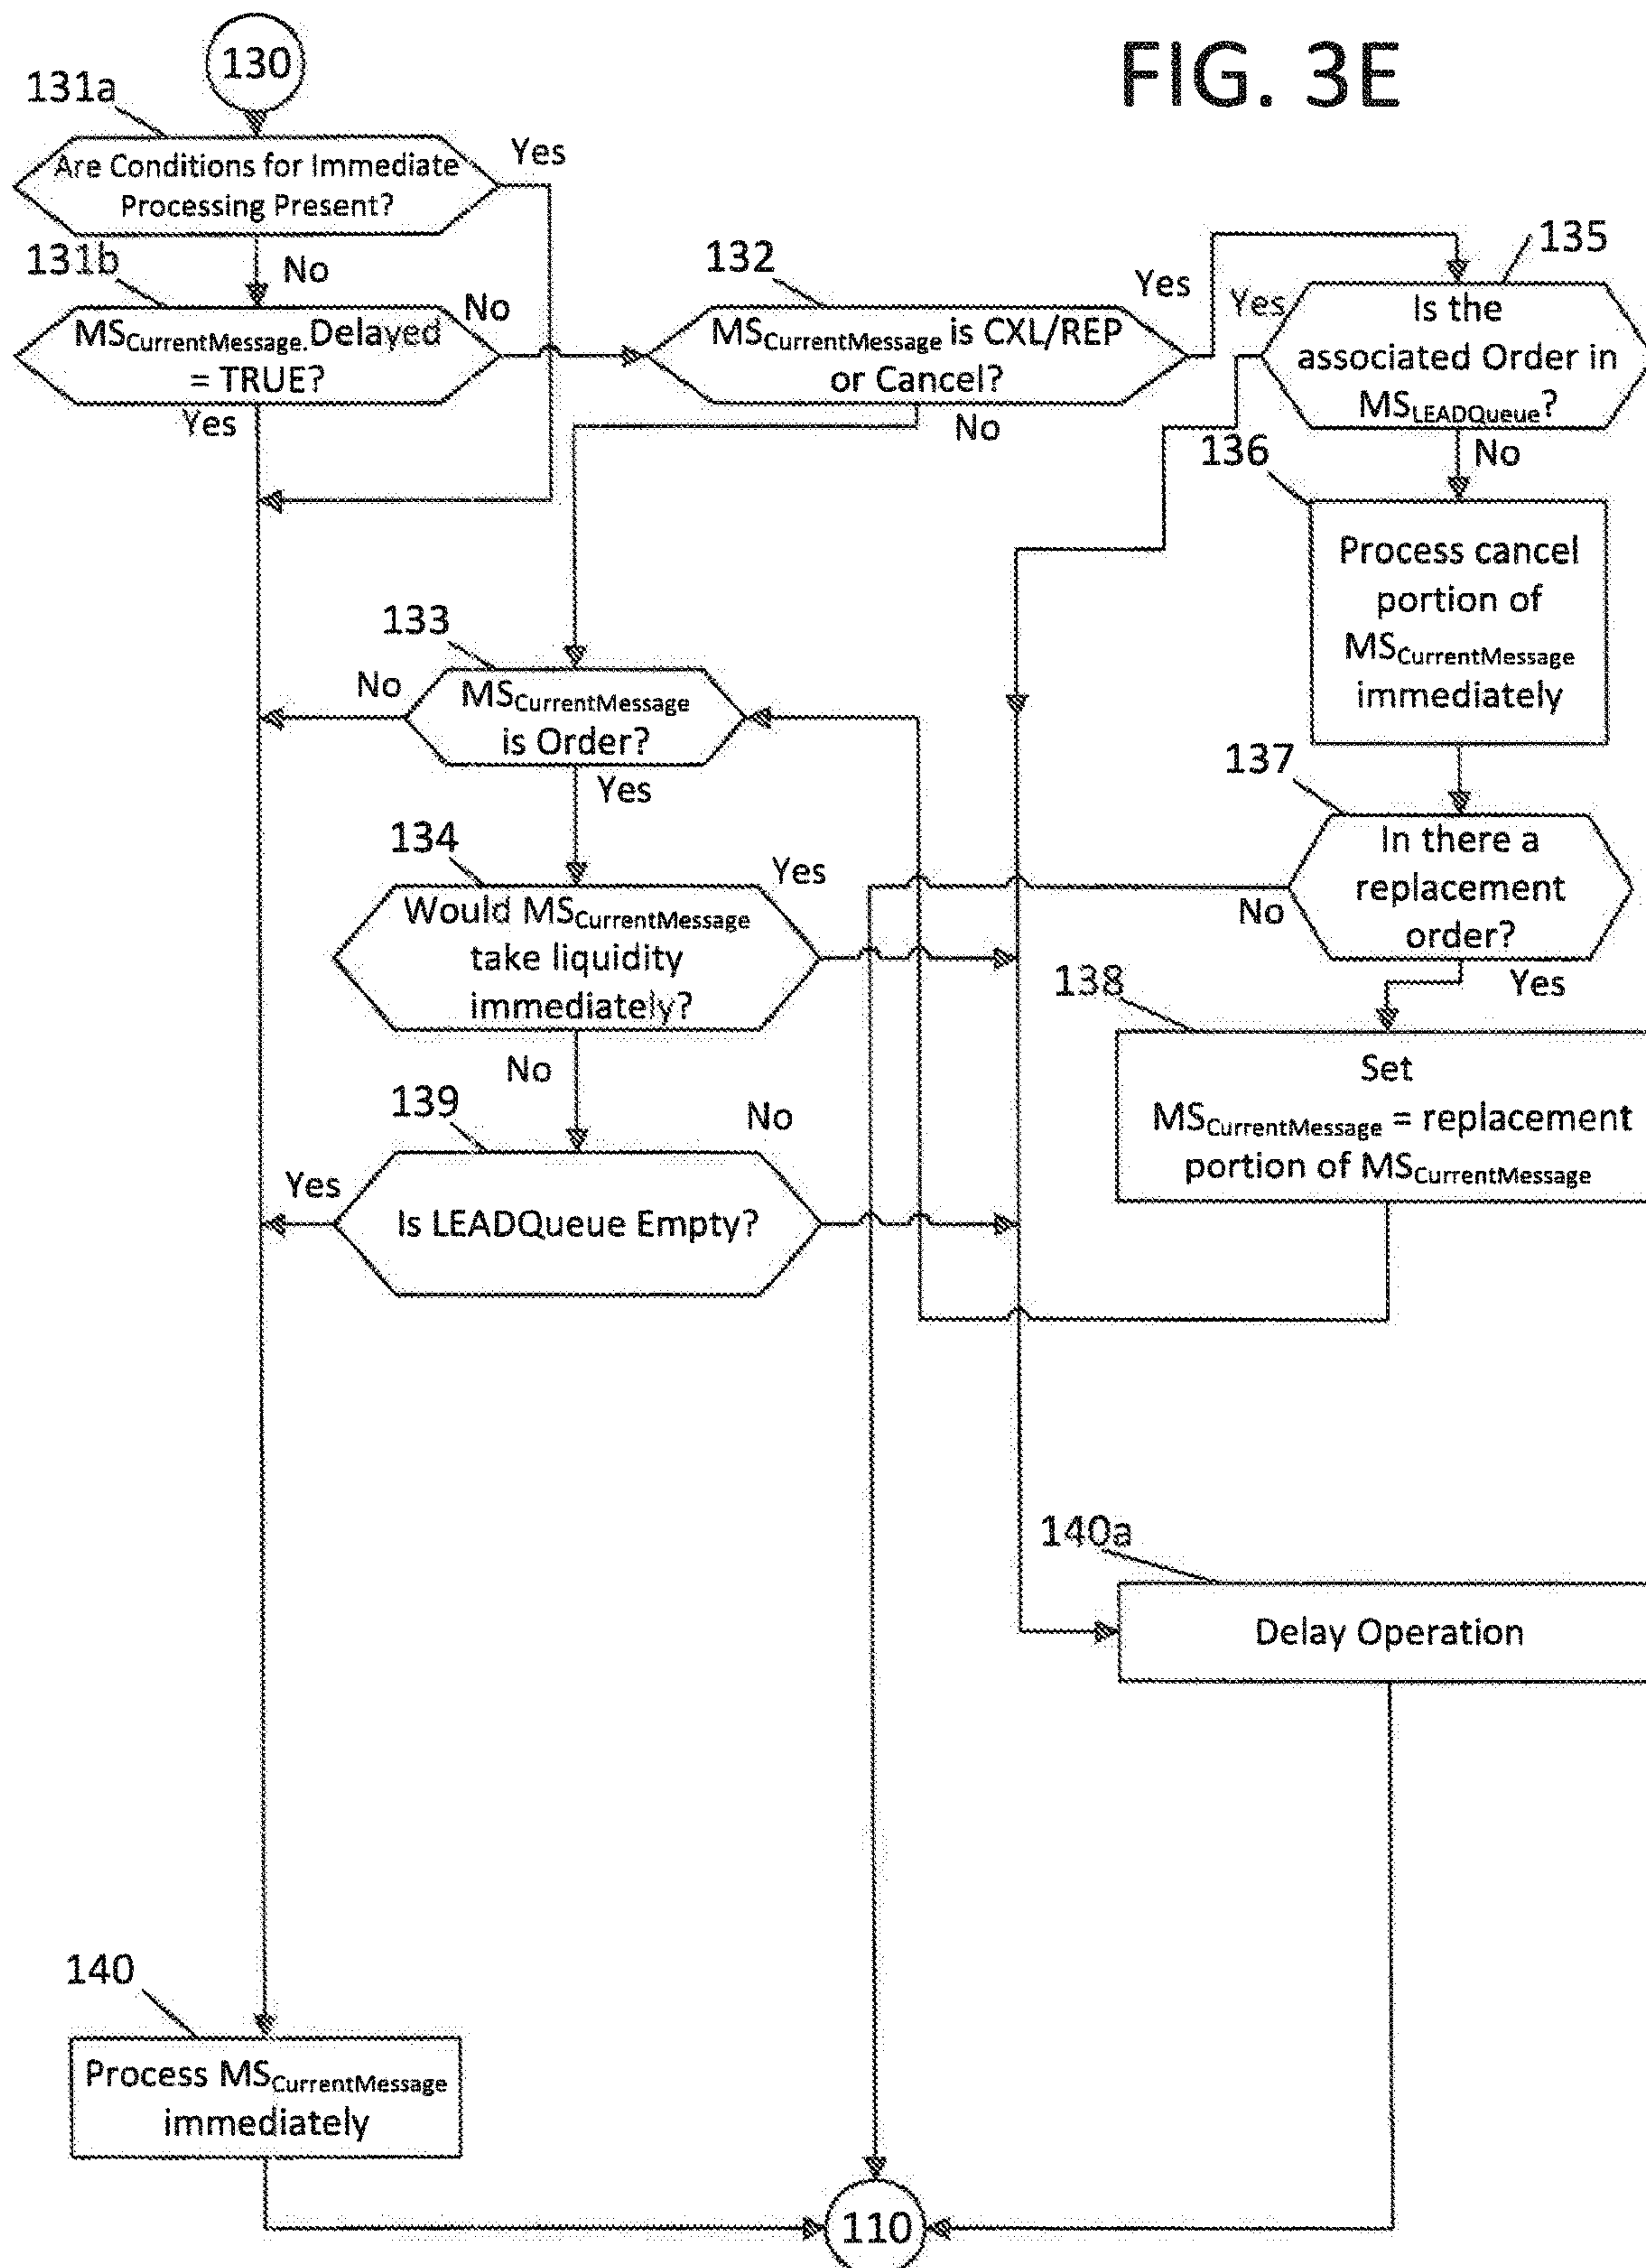 FIG. 3E
130
131a
Are Conditions for Immediate
Processing Present?
Yes
No
131b
MSCurrentMessage.Delayed
= TRUE?
No
Yes
132
MSCurrentMessage is CXL/REP
or Cancel?
Yes
No
135
Yes
Is the
associated Order in
MSLEADQueue?
No
136
Process cancel
portion of
MSCurrentMessage
immediately
133
No
MSCurrentMessage
is Order?
Yes
137
In there a
replacement
order?
No
Yes
134
Would MSCurrentMessage
take liquidity
immediately?
Yes
No
138
Set
MSCurrentMessage = replacement
portion of MSCurrentMessage
139
No
Yes
Is LEADQueue Empty?
140a
Delay Operation
140
Process MSCurrentMessage
immediately
110